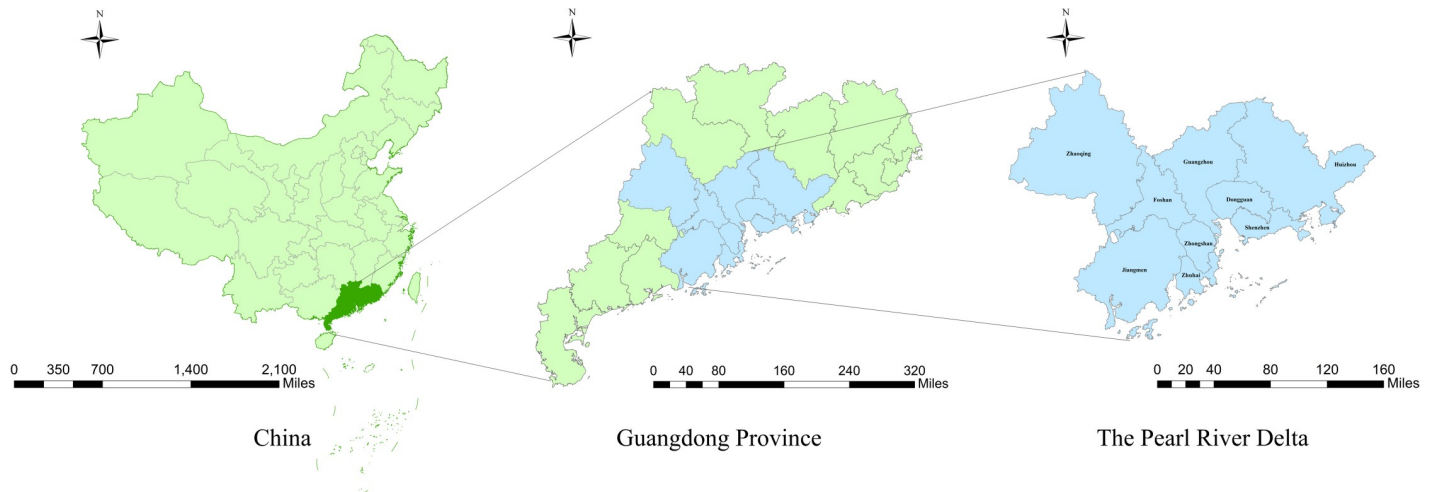 N
N
N
Zhaoqing
Guangzhou
Huizhou
Foshan
Dongguan
Shenzhen
Zhongshan
Jiangmen
Zhuhai
0 350 700 1,400 2,100
Miles
0 20 40 80 160 240 320
Miles
0 20 40 80 120 160
Miles
China
Guangdong Province
The Pearl River Delta